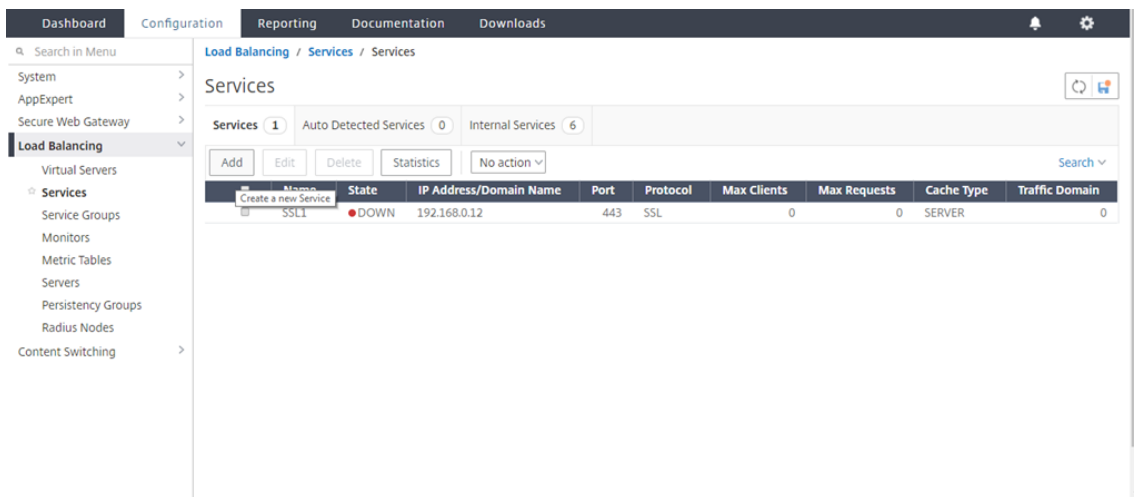 Dashboard Configuration Reporting Documentation Downloads
Search in Menu
System
AppExpert
Secure Web Gateway
Load Balancing
Virtual Servers
Services
Service Groups
Monitors
Metric Tables
Servers
Persistency Groups
Radius Nodes
Content Switching
Load Balancing / Services / Services
Services
Services 1 Auto Detected Services 0 Internal Services 6
Add Edit Delete Statistics No action Search
Name State IP Address/Domain Name Port Protocol Max Clients Max Requests Cache Type Traffic Domain
Create a new Service
SSL1 DOWN 192.168.0.12 443 SSL 0 0 SERVER 0